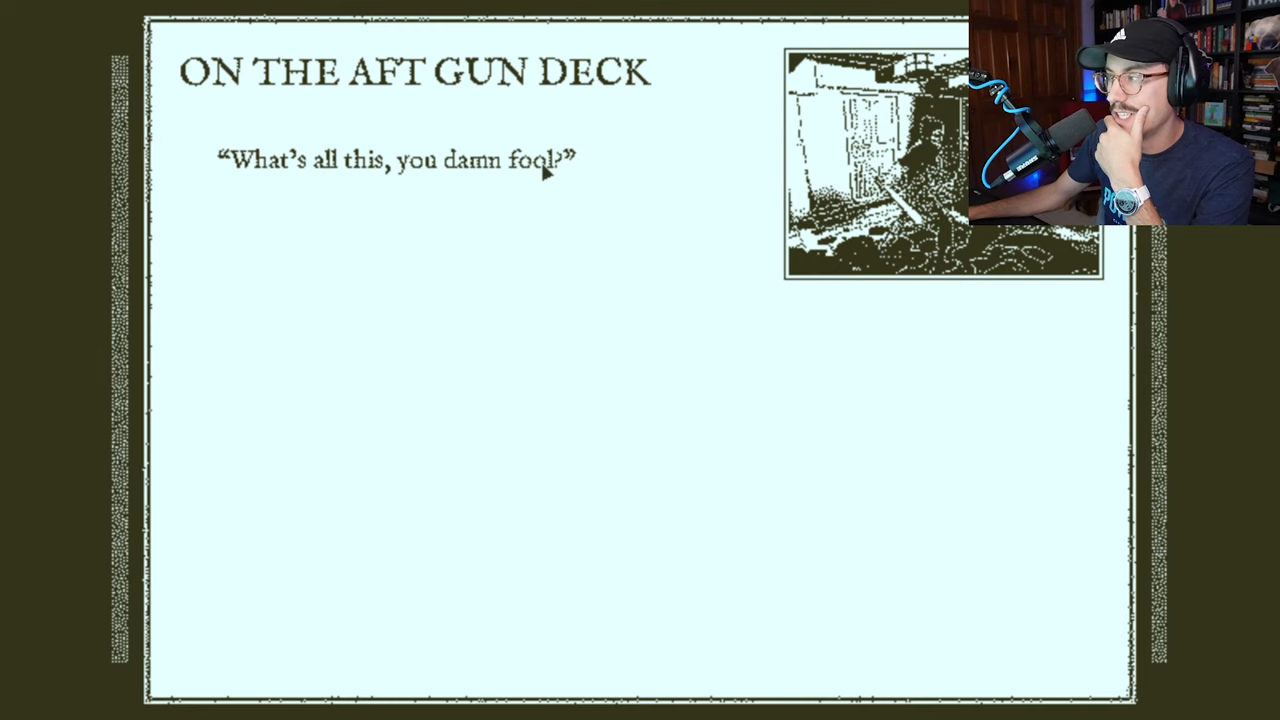 ON THE AFT GUN DECK
“What’s all this, you damn fool?”